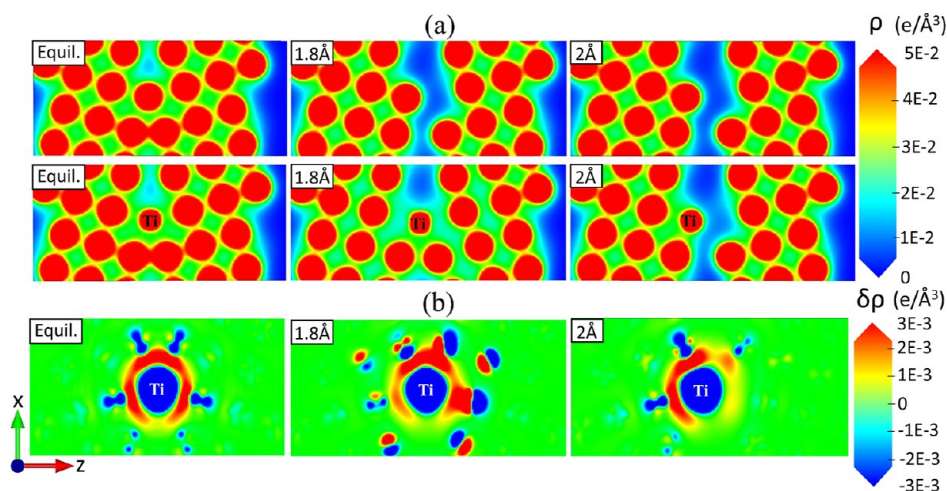 (a)
Equil.
1.8Å
2Å
ρ (e/Å³)
5E-2
4E-2
3E-2
2E-2
1E-2
0
Equil.
1.8Å
2Å
Ti
Ti
Ti
(b)
δρ (e/Å³)
Equil.
1.8Å
2Å
Ti
Ti
Ti
3E-3
2E-3
1E-3
0
-1E-3
-2E-3
-3E-3
X
Z